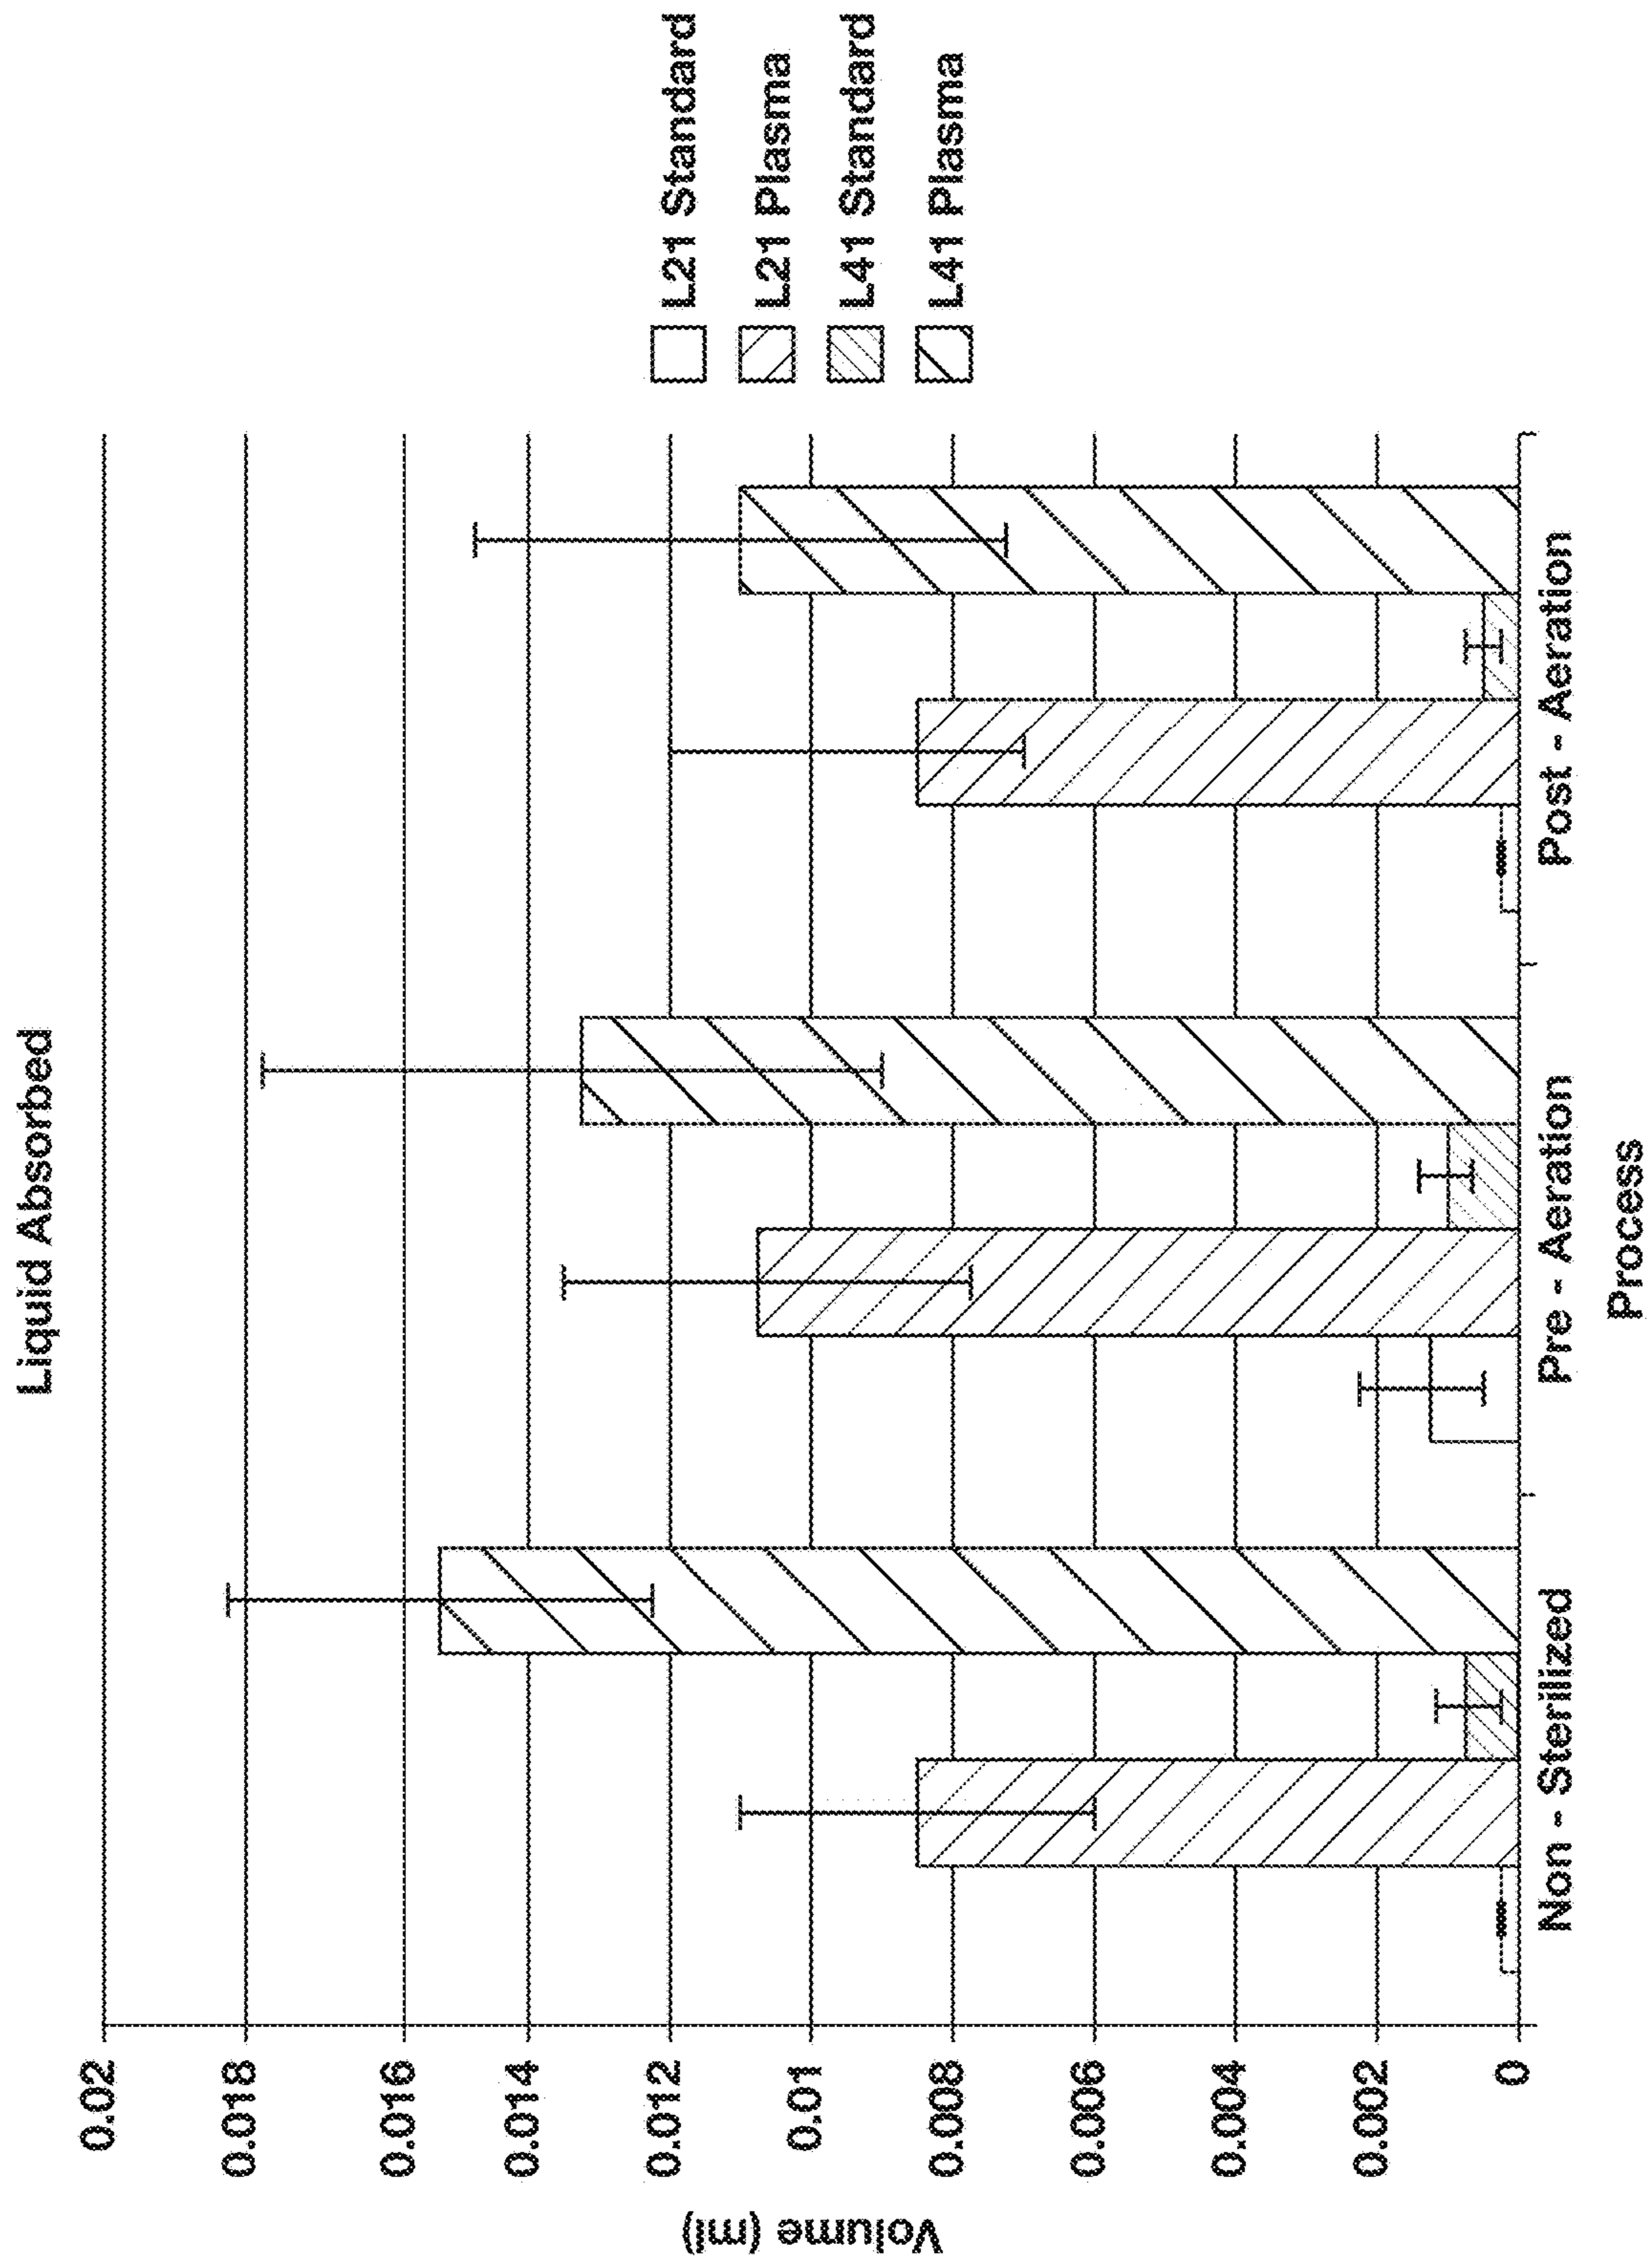 Liquid Absorbed
Volume (ml)
0.02
0.018
0.016
0.014
0.012
0.01
0.008
0.006
0.004
0.002
0
Non - Sterilized
Pre - Aeration
Post - Aeration
Process
L21 Standard
L21 Plasma
L41 Standard
L41 Plasma